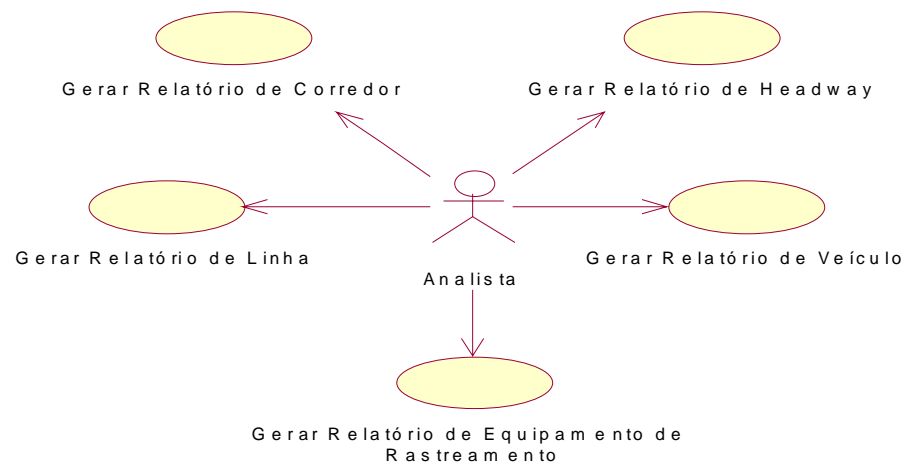 Gerar Relatório de Corredor
Gerar Relatório de Headway
Gerar Relatório de Linha
Gerar Relatório de Veículo
Analista
Gerar Relatório de Equipamento de
Rastreamento